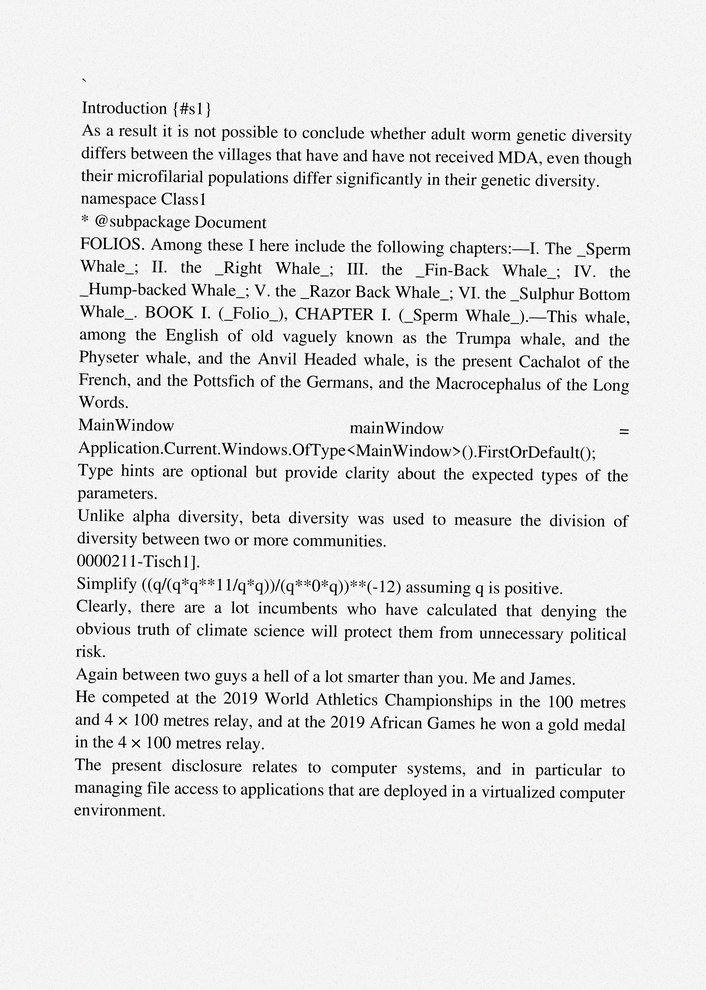 `
Introduction {#s1}
As a result it is not possible to conclude whether adult worm genetic diversity
differs between the villages that have and have not received MDA, even though
their microfilarial populations differ significantly in their genetic diversity.
namespace Class1
* @subpackage Document
FOLIOS. Among these I here include the following chapters:—I. The _Sperm
Whale_; II. the _Right Whale_; III. the _Fin-Back Whale_; IV. the
_Hump-backed Whale_; V. the _Razor Back Whale_; VI. the _Sulphur Bottom
Whale_. BOOK I. (_Folio_), CHAPTER I. (_Sperm Whale_).—This whale,
among the English of old vaguely known as the Trumpa whale, and the
Physeter whale, and the Anvil Headed whale, is the present Cachalot of the
French, and the Pottsfich of the Germans, and the Macrocephalus of the Long
Words.
MainWindow mainWindow =
Application.Current.Windows.OfType<MainWindow>().FirstOrDefault();
Type hints are optional but provide clarity about the expected types of the
parameters.
Unlike alpha diversity, beta diversity was used to measure the division of
diversity between two or more communities.
0000211-Tisch1].
Simplify ((q/(q*q**11/q*q))/(q**0*q))**(-12) assuming q is positive.
Clearly, there are a lot incumbents who have calculated that denying the
obvious truth of climate science will protect them from unnecessary political
risk.
Again between two guys a hell of a lot smarter than you. Me and James.
He competed at the 2019 World Athletics Championships in the 100 metres
and 4 × 100 metres relay, and at the 2019 African Games he won a gold medal
in the 4 × 100 metres relay.
The present disclosure relates to computer systems, and in particular to
managing file access to applications that are deployed in a virtualized computer
environment.